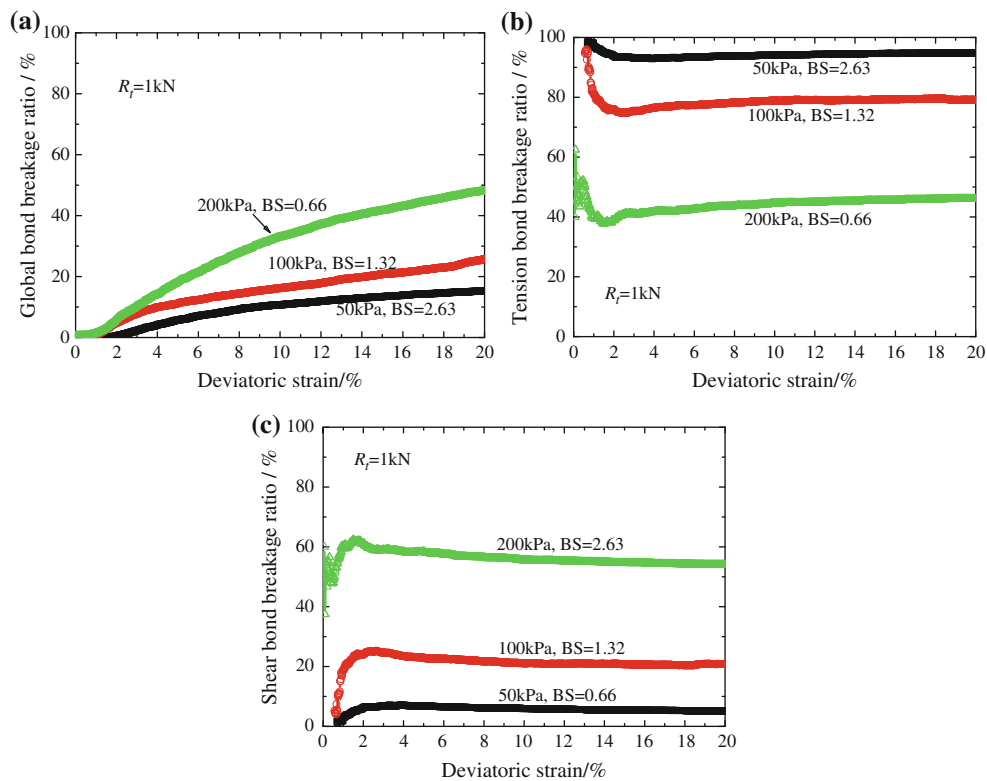 (a)
100
80
60
40
20
0
0 2 4 6 8 10 12 14 16 18 20
Global bond breakage ratio / %
Deviatoric strain/%
R_t=1kN
200kPa, BS=0.66
100kPa, BS=1.32
50kPa, BS=2.63
(b)
100
80
60
40
20
0
0 2 4 6 8 10 12 14 16 18 20
Tension bond breakage ratio / %
Deviatoric strain/%
50kPa, BS=2.63
100kPa, BS=1.32
200kPa, BS=0.66
R_t=1kN
(c)
100
80
60
40
20
0
0 2 4 6 8 10 12 14 16 18 20
Shear bond breakage ratio / %
Deviatoric strain/%
R_t=1kN
200kPa, BS=2.63
100kPa, BS=1.32
50kPa, BS=0.66